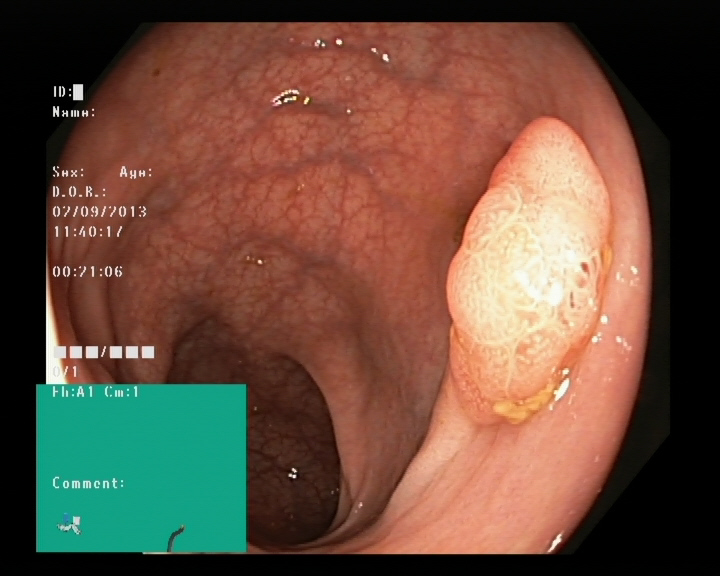 ID:
Name:
Sex: Age:
D.O.B.:
02/09/2013
11:40:17
00:21:06
/
0/1
Eh:A1 Cm:1
Comment: